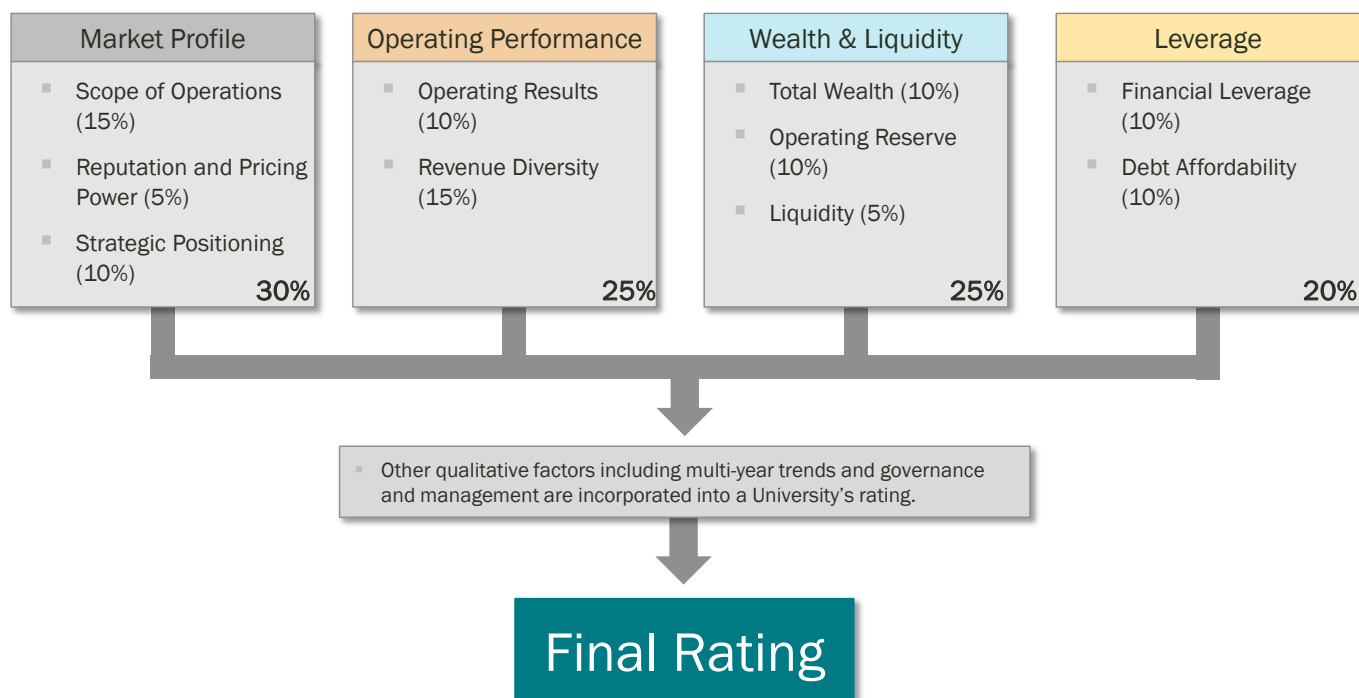 Market Profile
Scope of Operations
(15%)
Reputation and Pricing
Power (5%)
Strategic Positioning
(10%)
30%
Operating Performance
Operating Results
(10%)
Revenue Diversity
(15%)
25%
Wealth & Liquidity
Total Wealth (10%)
Operating Reserve
(10%)
Liquidity (5%)
25%
Leverage
Financial Leverage
(10%)
Debt Affordability
(10%)
20%
Other qualitative factors including multi-year trends and governance
and management are incorporated into a University's rating.
Final Rating